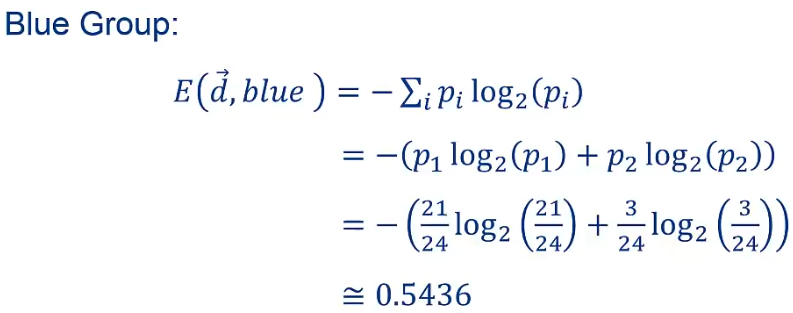 Blue Group:
E(d⃗, blue ) = − ∑ᵢ pᵢ log₂(pᵢ)
= −(p₁ log₂(p₁) + p₂ log₂(p₂))
= − (21/24 log₂ (21/24) + 3/24 log₂ (3/24))
≅ 0.5436